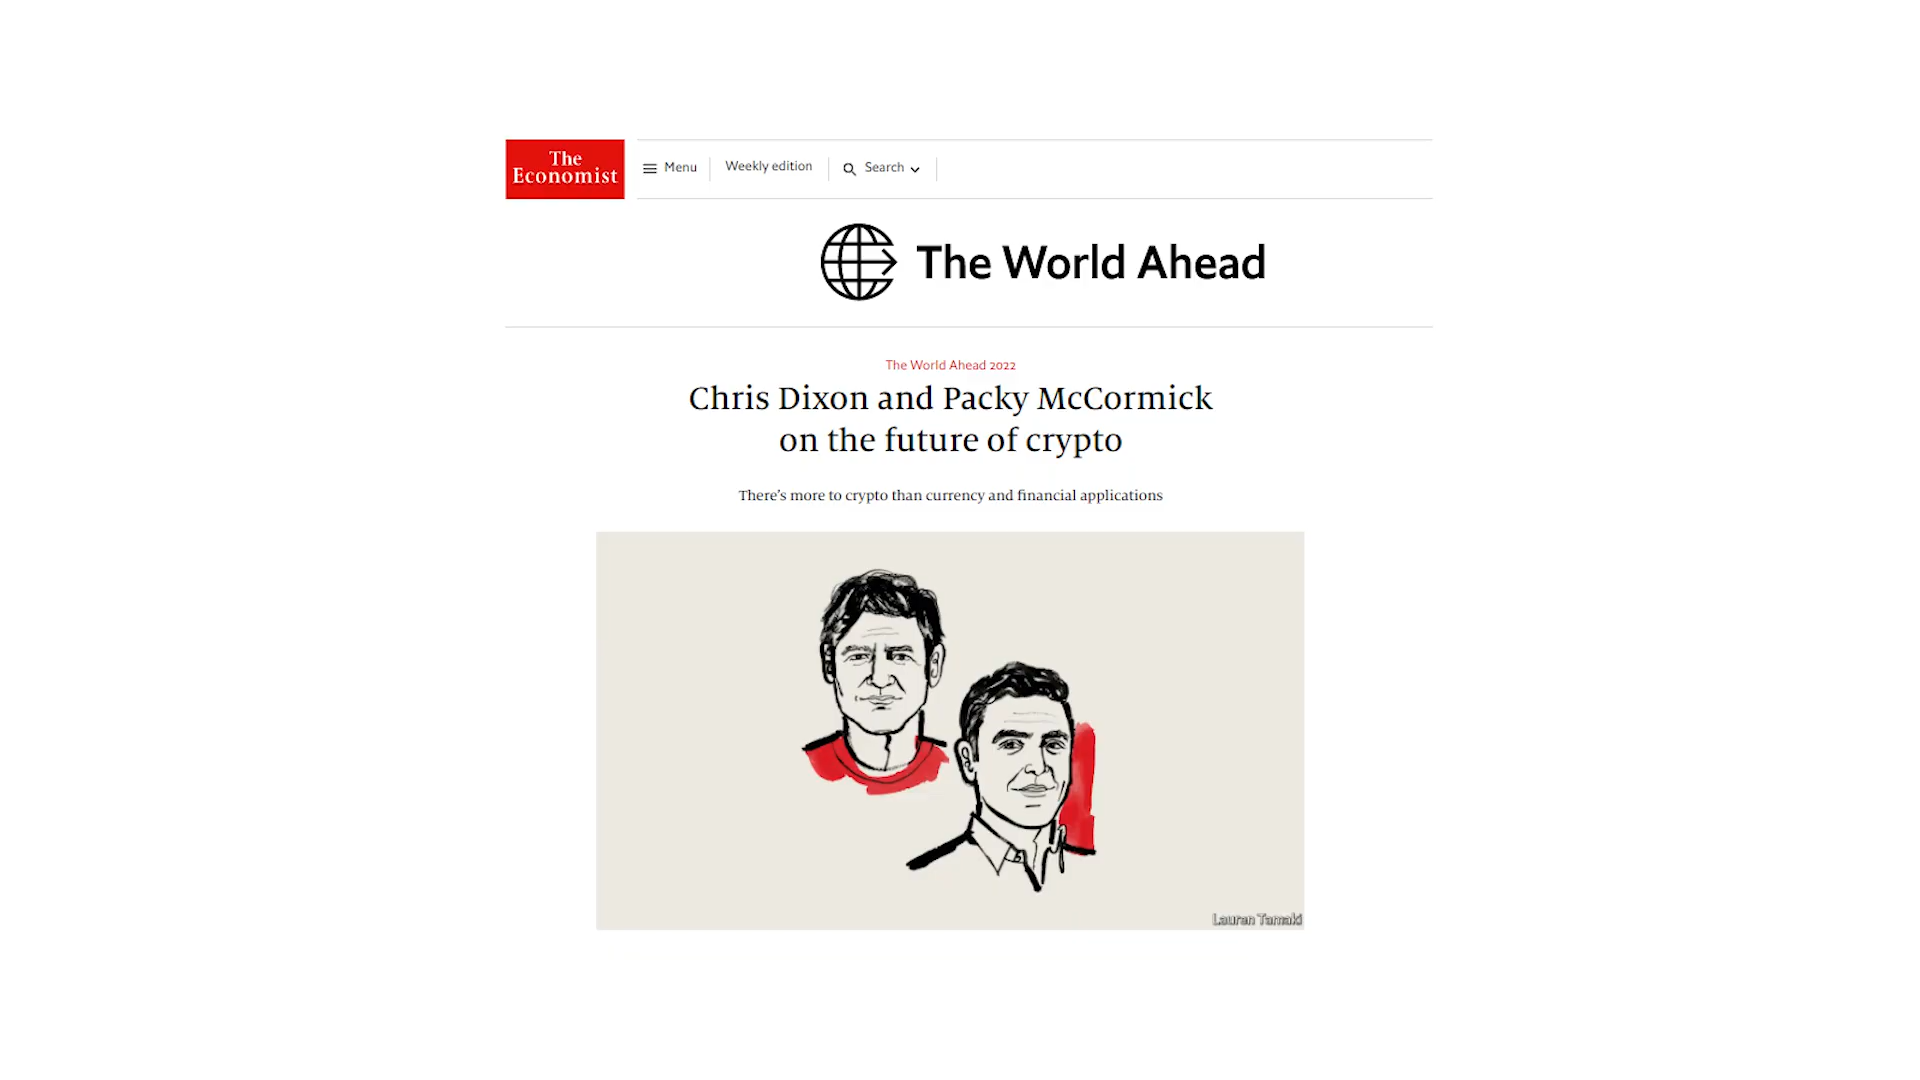 The
Economist
Menu
Weekly edition
Search
The World Ahead
The World Ahead 2022
Chris Dixon and Packy McCormick
on the future of crypto
There’s more to crypto than currency and financial applications
Lauren Tamaki